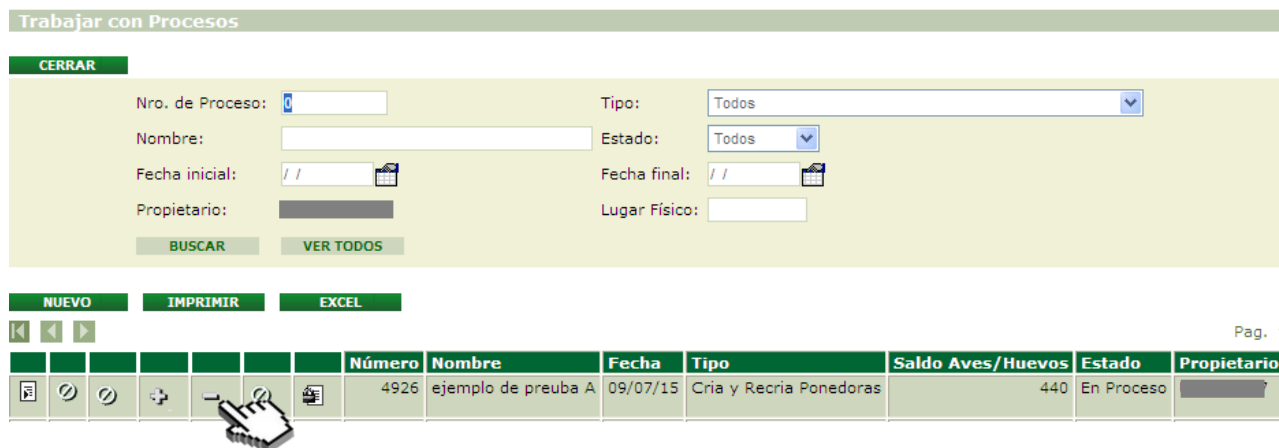 Trabajar con Procesos
CERRAR
Nro. de Proceso: 0 Tipo: Todos
Nombre: Estado: Todos
Fecha inicial: / / Fecha final: / /
Propietario: Lugar Físico:
BUSCAR VER TODOS
NUEVO IMPRIMIR EXCEL
Pag.
Número Nombre Fecha Tipo Saldo Aves/Huevos Estado Propietario
4926 ejemplo de preuba A 09/07/15 Cria y Recria Ponedoras 440 En Proceso